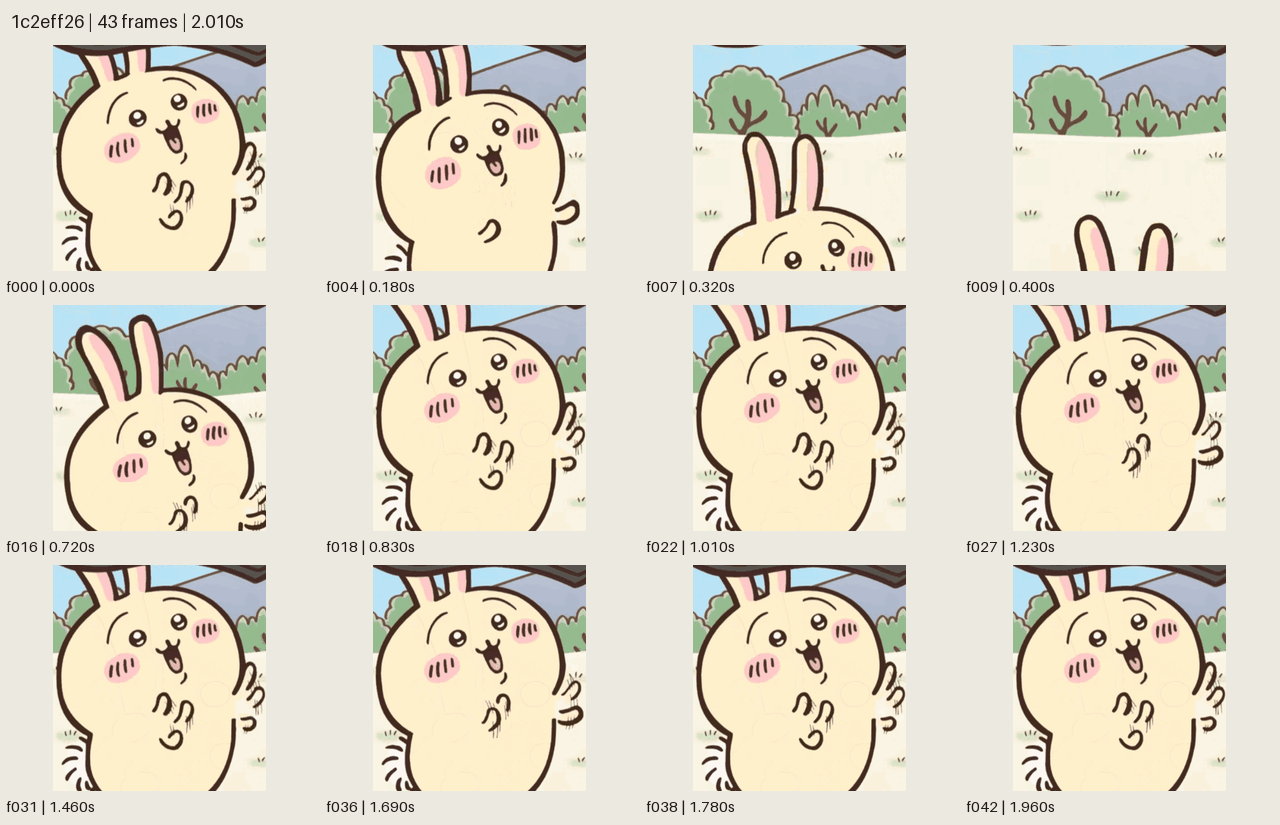 1c2eff26 | 43 frames | 2.010s
f000 | 0.000s
f004 | 0.180s
f007 | 0.320s
f009 | 0.400s
f016 | 0.720s
f018 | 0.830s
f022 | 1.010s
f027 | 1.230s
f031 | 1.460s
f036 | 1.690s
f038 | 1.780s
f042 | 1.960s